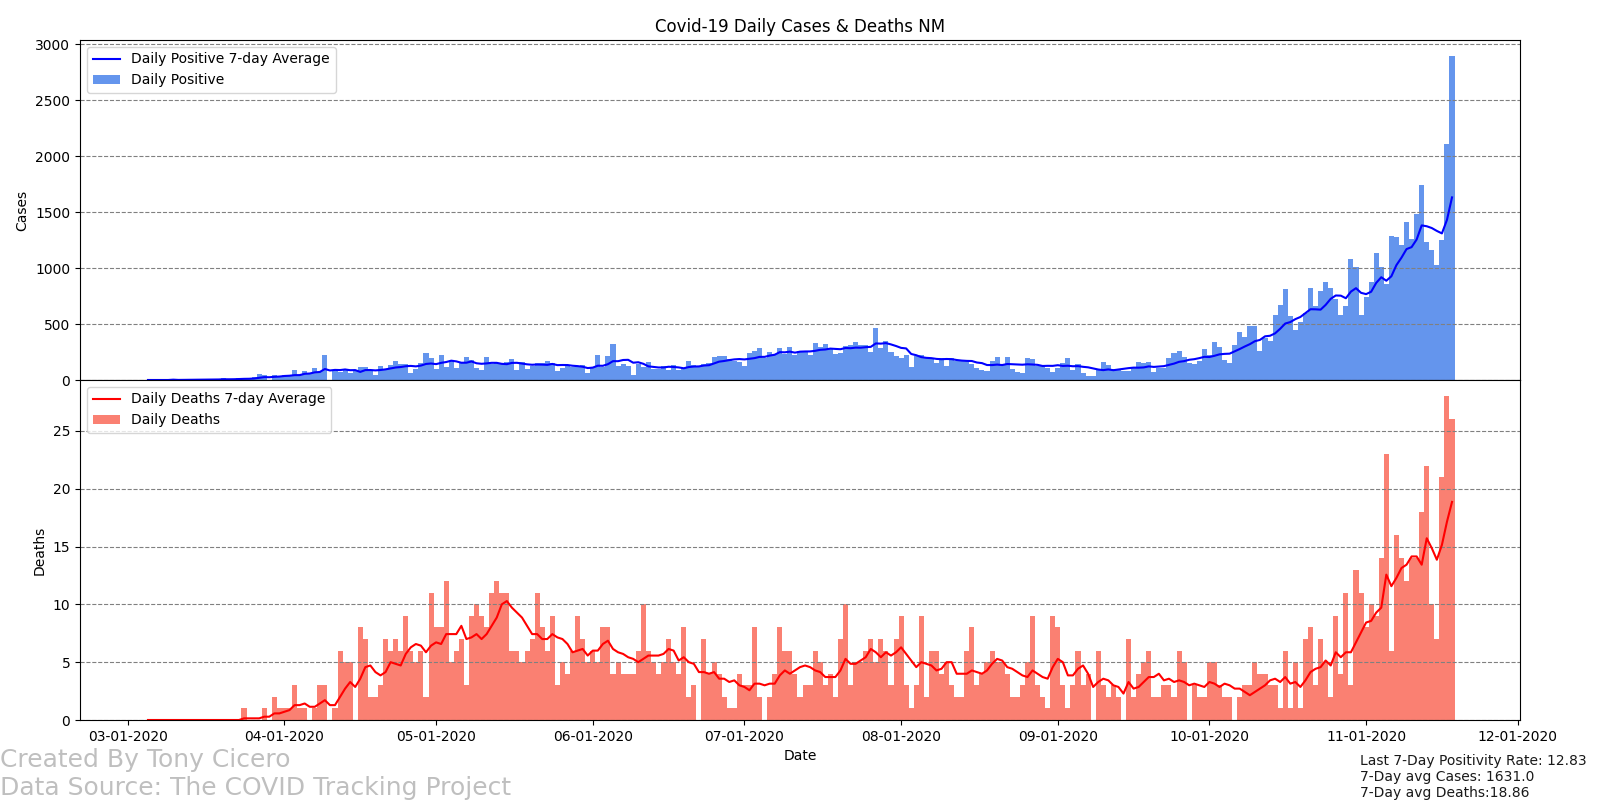 Covid-19 Daily Cases & Deaths NM
3000
2500
2000
1500
1000
500
0
Cases
Daily Positive 7-day Average
Daily Positive
25
20
15
10
5
0
Deaths
Daily Deaths 7-day Average
Daily Deaths
03-01-2020 04-01-2020 05-01-2020 06-01-2020 07-01-2020 08-01-2020 09-01-2020 10-01-2020 11-01-2020 12-01-2020
Date
Created By Tony Cicero
Data Source: The COVID Tracking Project
Last 7-Day Positivity Rate: 12.83
7-Day avg Cases: 1631.0
7-Day avg Deaths:18.86